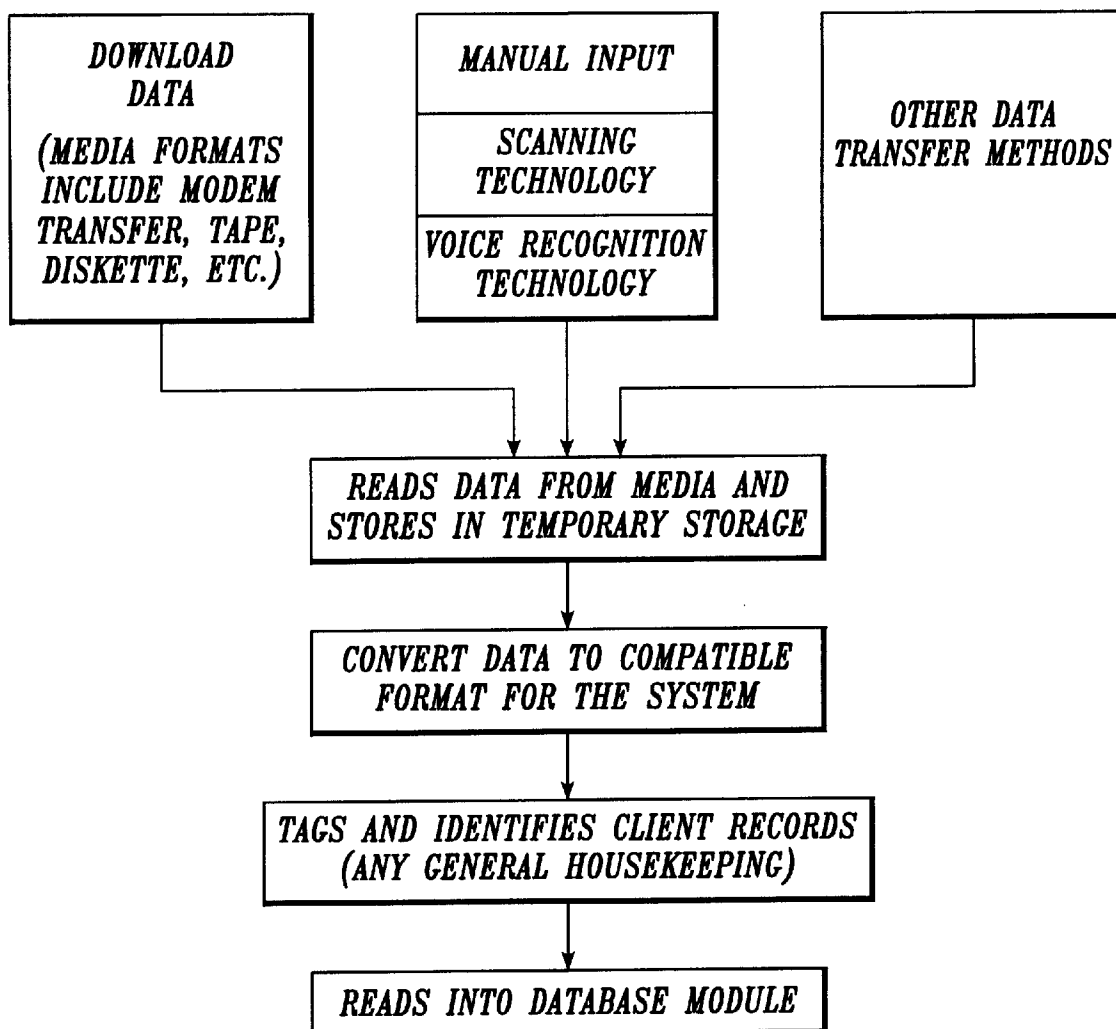 DOWNLOAD
DATA
(MEDIA FORMATS
INCLUDE MODEM
TRANSFER, TAPE,
DISKETTE, ETC.)
MANUAL INPUT
SCANNING
TECHNOLOGY
VOICE RECOGNITION
TECHNOLOGY
OTHER DATA
TRANSFER METHODS
READS DATA FROM MEDIA AND
STORES IN TEMPORARY STORAGE
CONVERT DATA TO COMPATIBLE
FORMAT FOR THE SYSTEM
TAGS AND IDENTIFIES CLIENT RECORDS
(ANY GENERAL HOUSEKEEPING)
READS INTO DATABASE MODULE